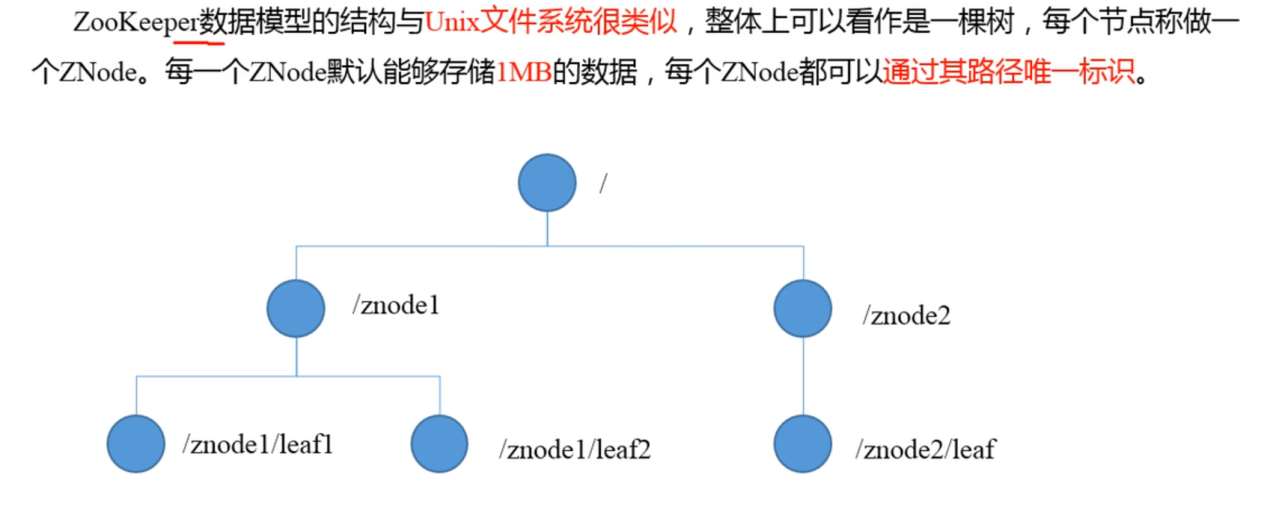 ZooKeeper数据模型的结构与Unix文件系统很类似，整体上可以看作是一棵树，每个节点称做一
个ZNode。每一个ZNode默认能够存储1MB的数据，每个ZNode都可以通过其路径唯一标识。
/
/znode1
/znode2
/znode1/leaf1
/znode1/leaf2
/znode2/leaf